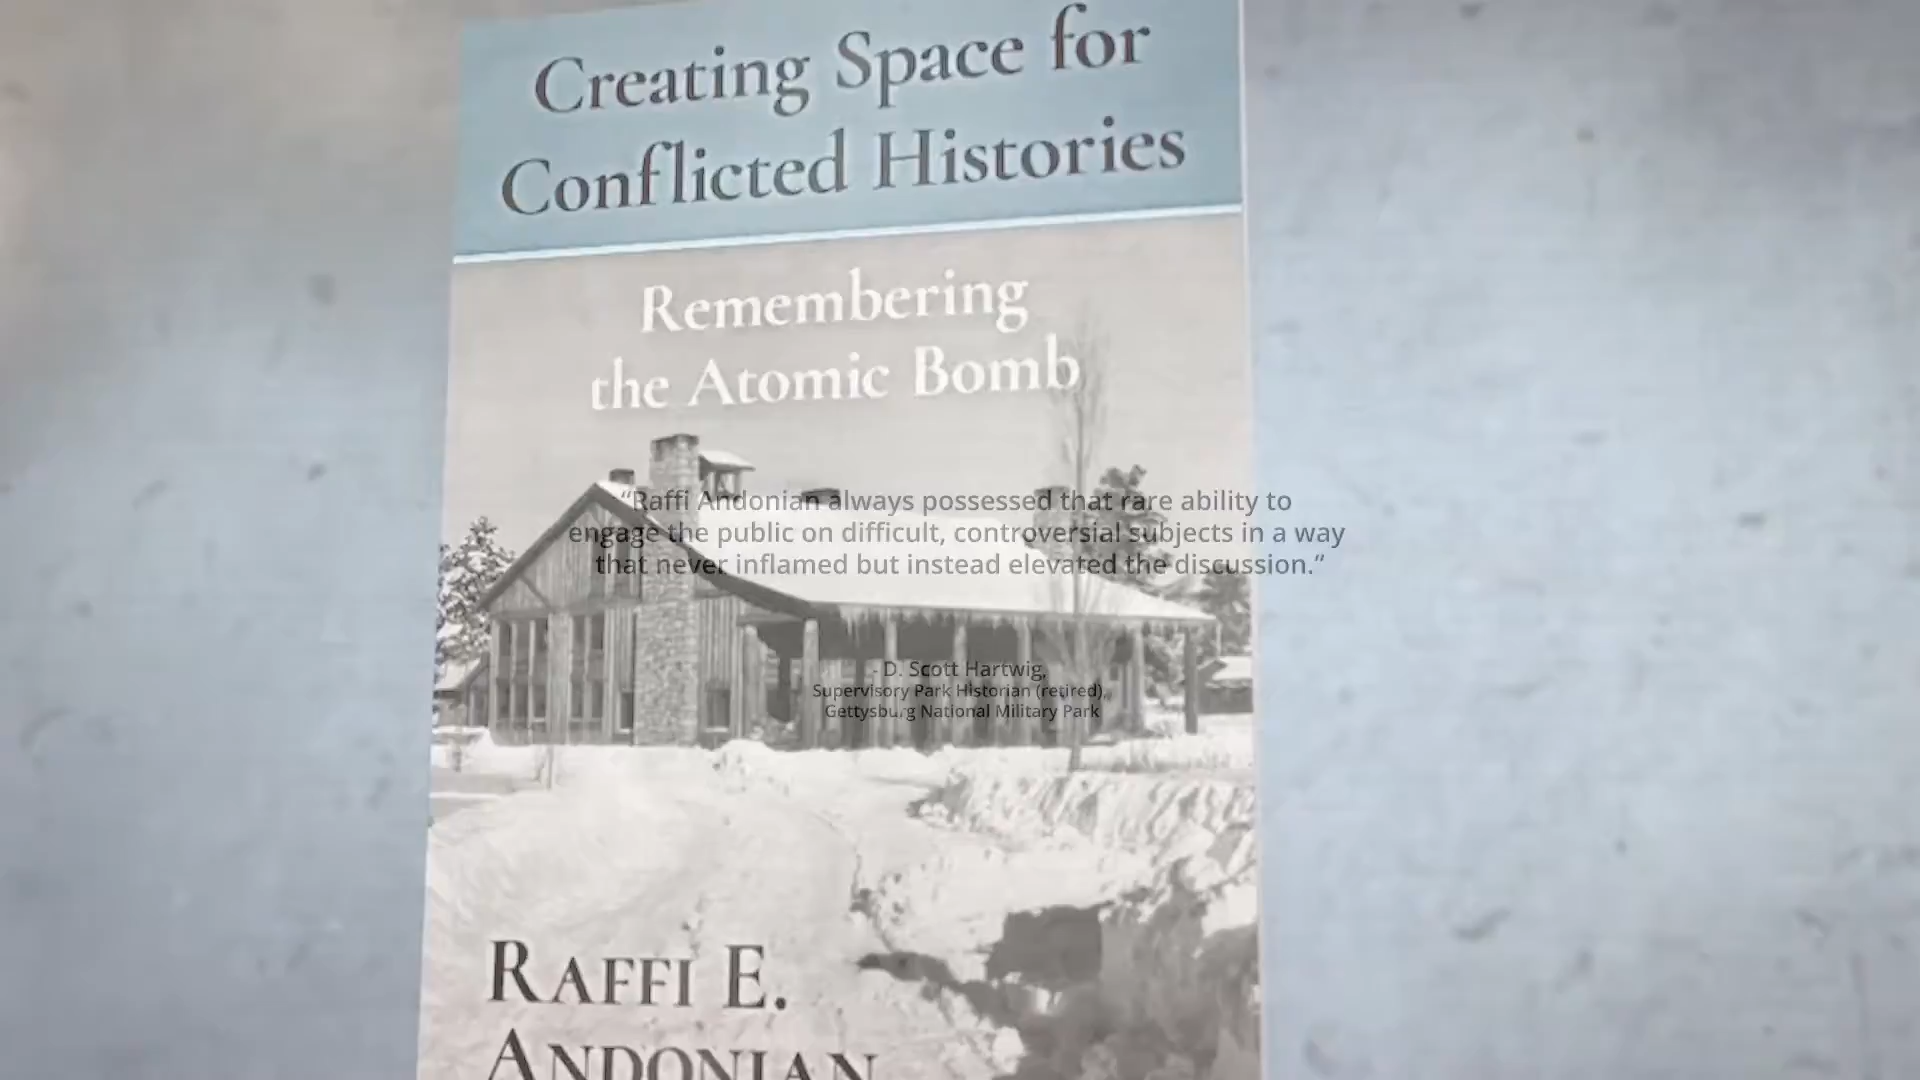 Creating Space for
Conflicted Histories
Remembering
the Atomic Bomb
“Raffi Andonian always possessed that rare ability to
engage the public on difficult, controversial subjects in a way
that never inflamed but instead elevated the discussion.”
- D. Scott Hartwig,
Supervisory Park Historian (retired),
Gettysburg National Military Park
RAFFI E.
ANDONIAN